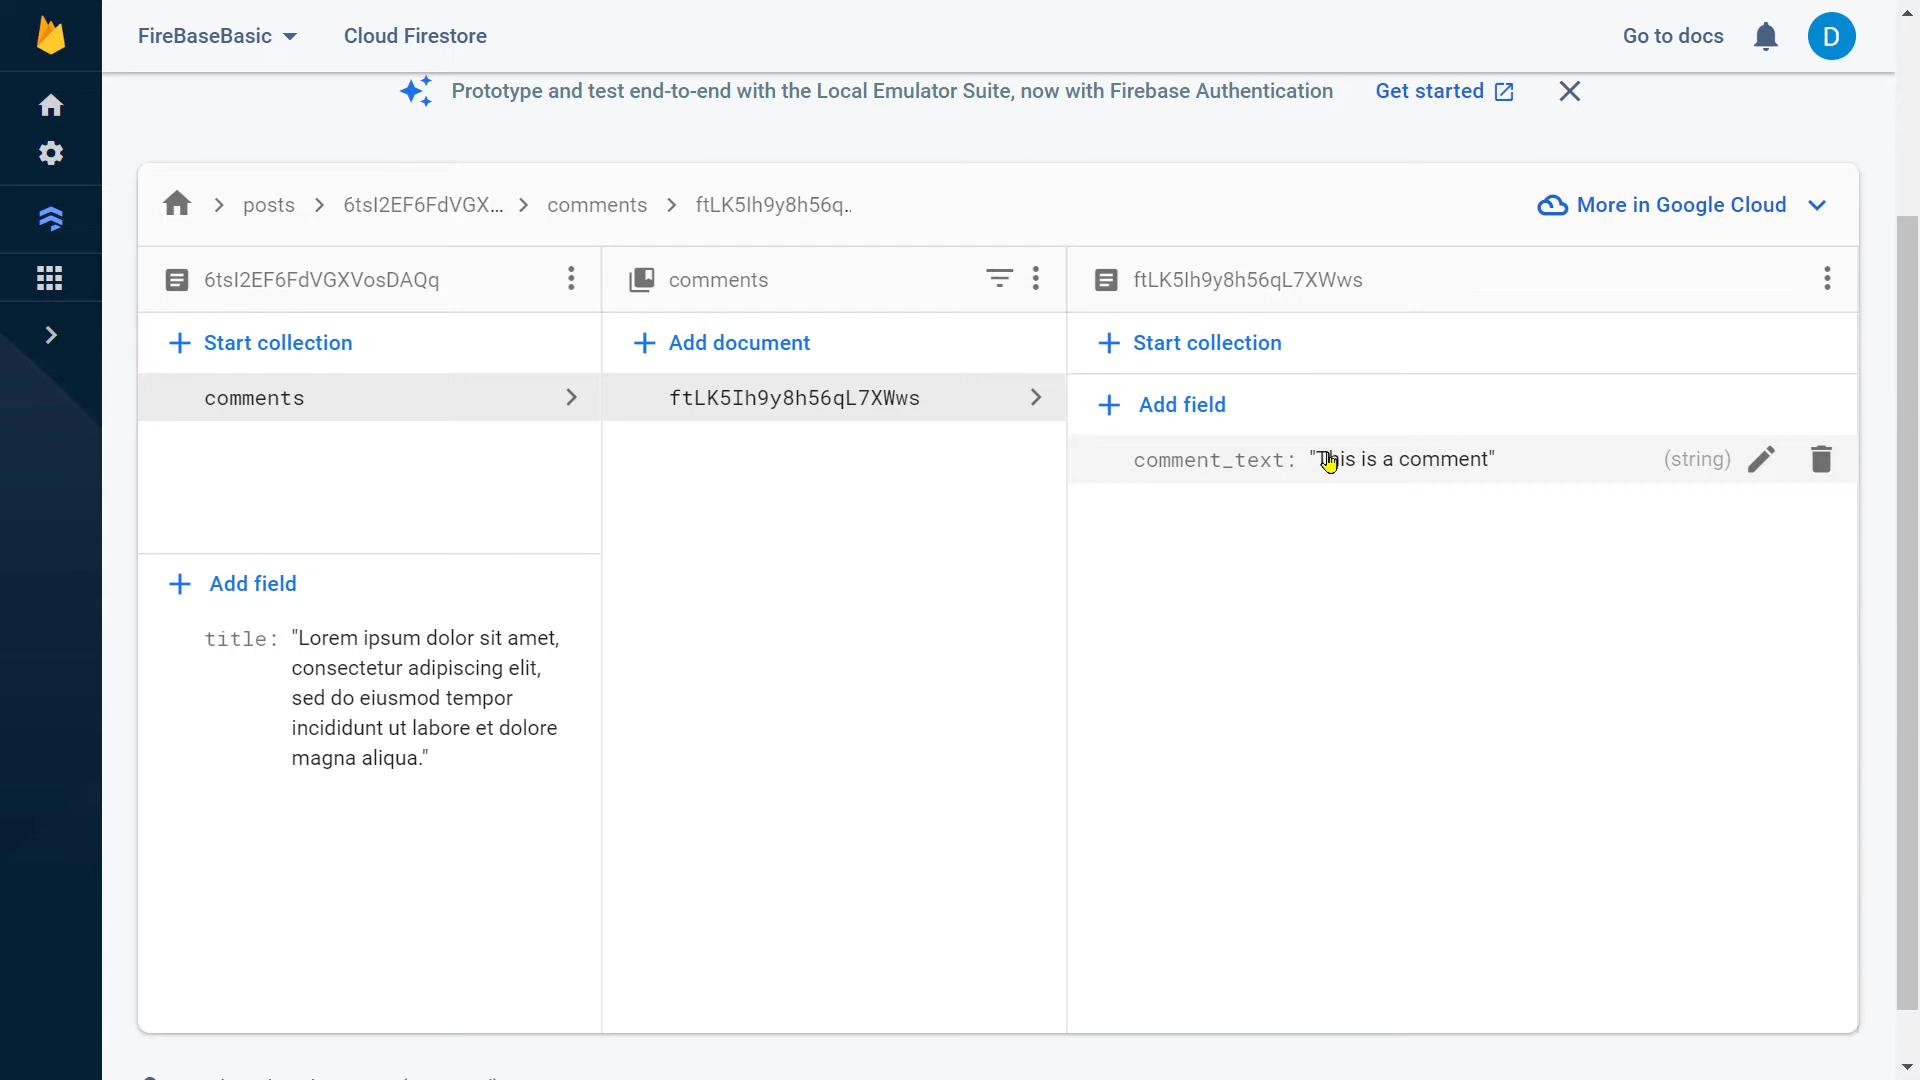 FireBaseBasic
Cloud Firestore
Go to docs
D
Prototype and test end-to-end with the Local Emulator Suite, now with Firebase Authentication
Get started
posts
6tsI2EF6FdVGX...
comments
ftLK5Ih9y8h56q..
More in Google Cloud
6tsI2EF6FdVGXVosDAQq
comments
ftLK5Ih9y8h56qL7XWws
Start collection
Add document
Start collection
comments
ftLK5Ih9y8h56qL7XWws
Add field
comment_text: "This is a comment"
(string)
Add field
title: "Lorem ipsum dolor sit amet,
consectetur adipiscing elit,
sed do eiusmod tempor
incididunt ut labore et dolore
magna aliqua."